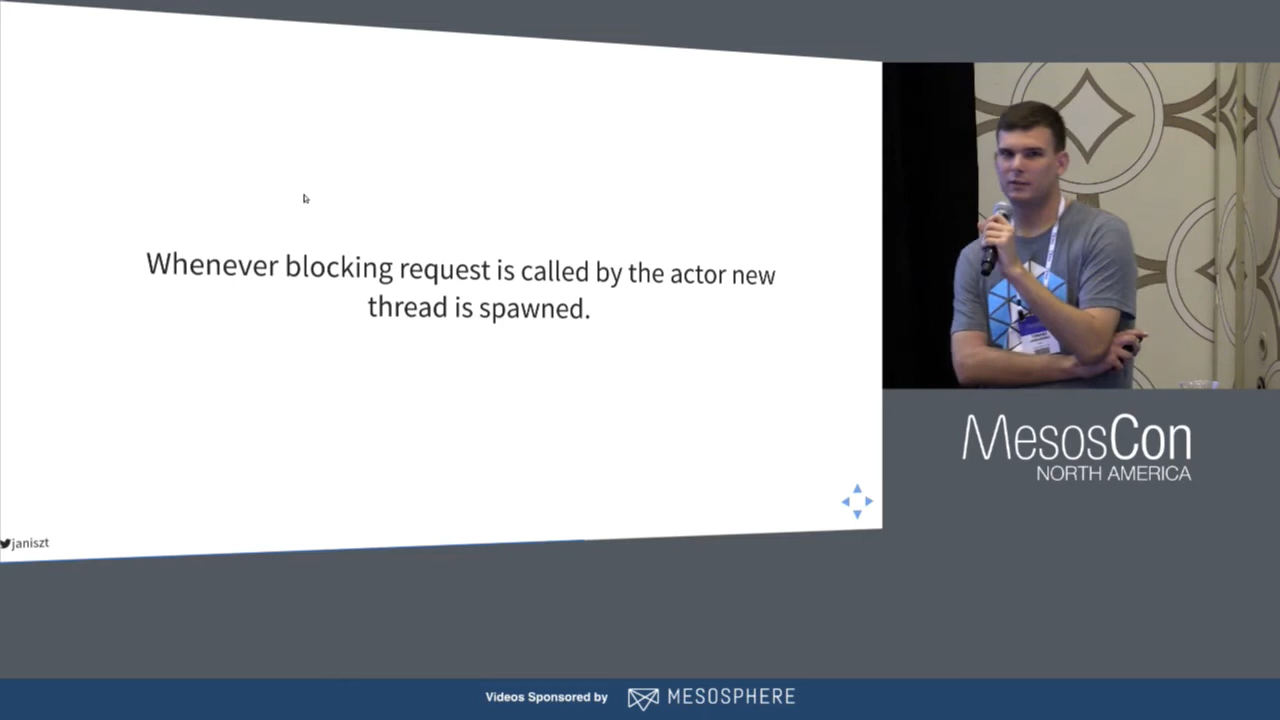 Whenever blocking request is called by the actor new
thread is spawned.
janiszt
MesosCon
NORTH AMERICA
Videos Sponsored by MESOSPHERE